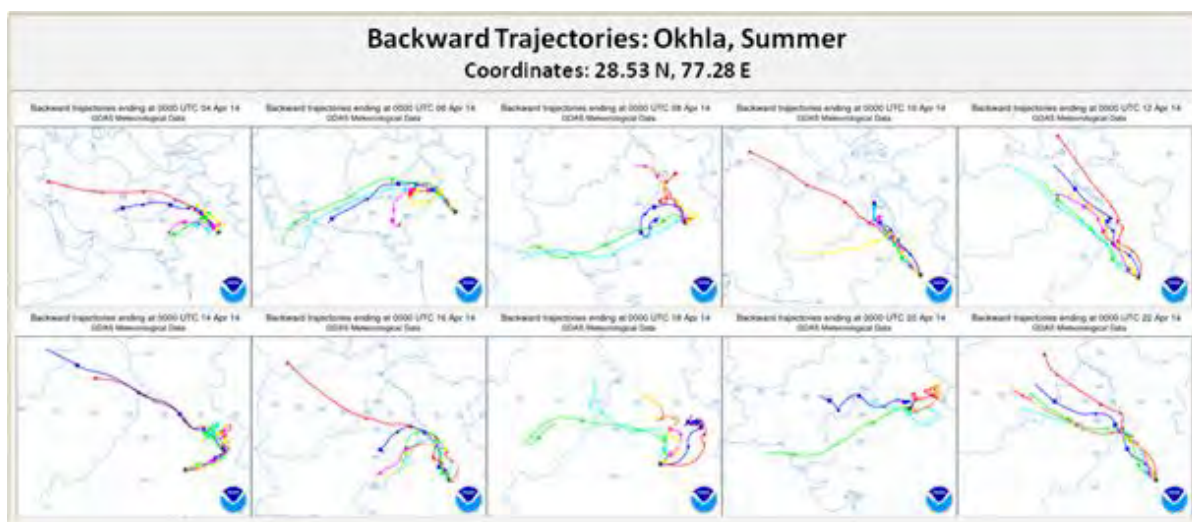 Backward Trajectories: Okhla, Summer
Coordinates: 28.53 N, 77.28 E
Backward trajectories ending at 0000 UTC 04 Apr 14
GDAS Meteorological Data
Backward trajectories ending at 0000 UTC 06 Apr 14
GDAS Meteorological Data
Backward trajectories ending at 0000 UTC 08 Apr 14
GDAS Meteorological Data
Backward trajectories ending at 0000 UTC 10 Apr 14
GDAS Meteorological Data
Backward trajectories ending at 0000 UTC 12 Apr 14
GDAS Meteorological Data
Backward trajectories ending at 0000 UTC 14 Apr 14
GDAS Meteorological Data
Backward trajectories ending at 0000 UTC 16 Apr 14
GDAS Meteorological Data
Backward trajectories ending at 0000 UTC 18 Apr 14
GDAS Meteorological Data
Backward trajectories ending at 0000 UTC 20 Apr 14
GDAS Meteorological Data
Backward trajectories ending at 0000 UTC 22 Apr 14
GDAS Meteorological Data